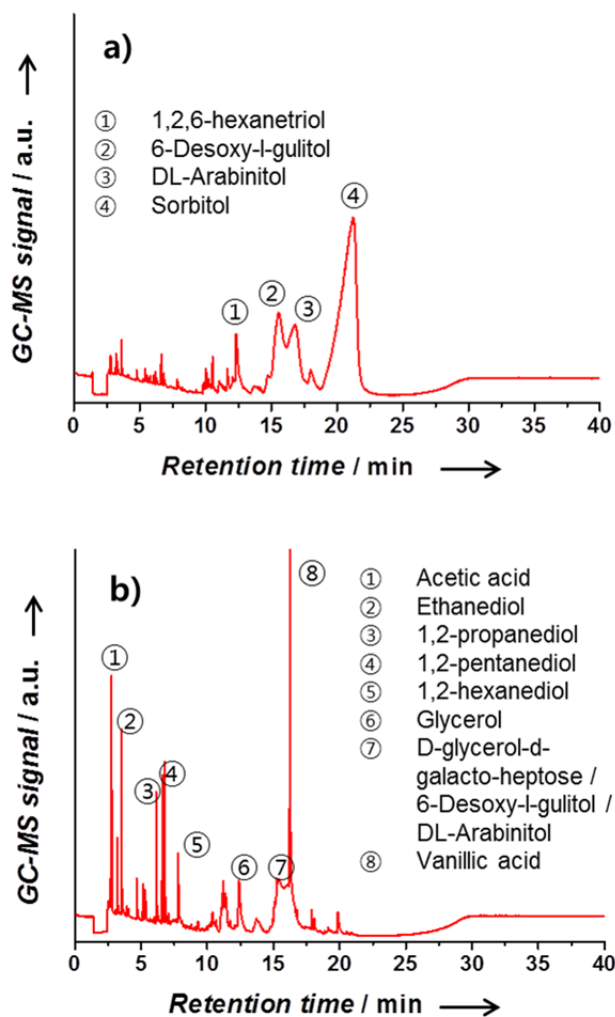 a)
① 1,2,6-hexanetriol
② 6-Desoxy-l-gulitol
③ DL-Arabinitol
④ Sorbitol
④
②
③
①
GC-MS signal / a.u.
0 5 10 15 20 25 30 35 40
Retention time / min
b)
⑧
① Acetic acid
② Ethanediol
③ 1,2-propanediol
④ 1,2-pentanediol
⑤ 1,2-hexanediol
⑥ Glycerol
⑦ D-glycerol-d-
galacto-heptose /
6-Desoxy-l-gulitol /
DL-Arabinitol
⑧ Vanillic acid
①
②
③ ④
⑤
⑥ ⑦
GC-MS signal / a.u.
0 5 10 15 20 25 30 35 40
Retention time / min